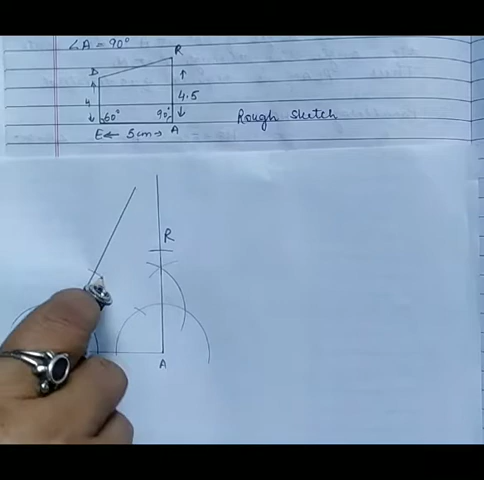 ∠A = 90°
R
D
4
4.5
60°
90°
E ← 5cm → A
Rough sketch
R
A